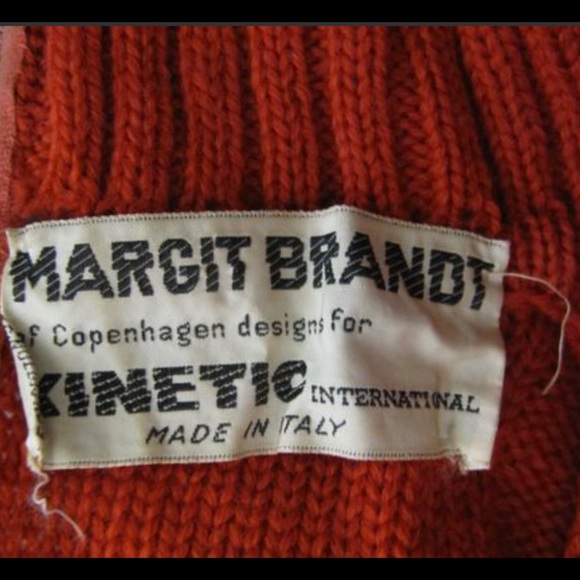 MARGIT BRANDT
of Copenhagen designs for
KINETIC INTERNATIONAL
MADE IN ITALY